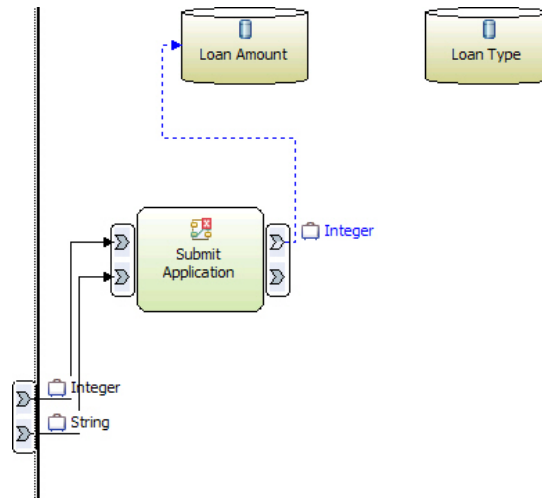 Loan Amount
Loan Type
Integer
Submit
Application
Integer
String